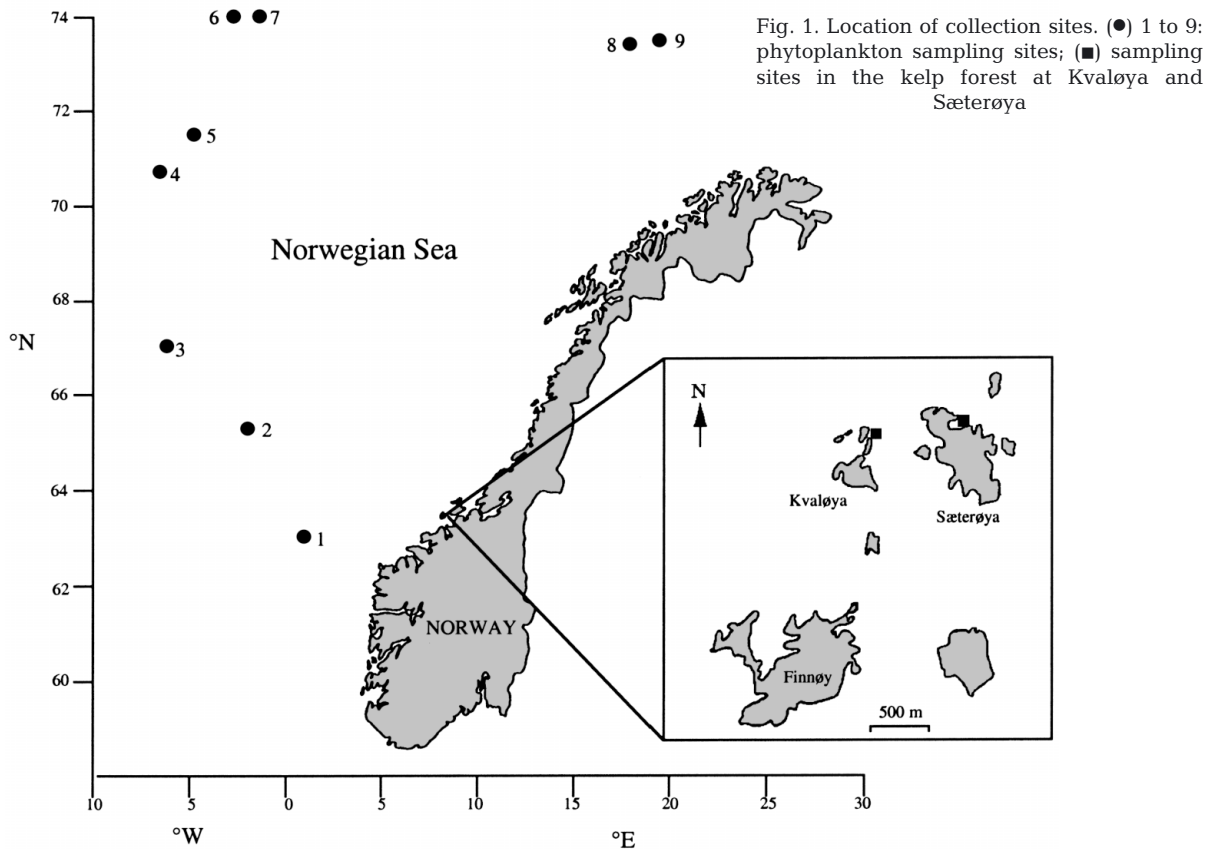 Fig. 1. Location of collection sites. (●) 1 to 9:
phytoplankton sampling sites; (■) sampling
sites in the kelp forest at Kvaløya and
Sæterøya
74
6
7
8
9
72
5
4
70
Norwegian Sea
68
°N
3
66
2
64
1
62
NORWAY
60
N
Kvaløya
Sæterøya
Finnøy
500 m
10
5
0
5
10
15
20
25
30
°W
°E